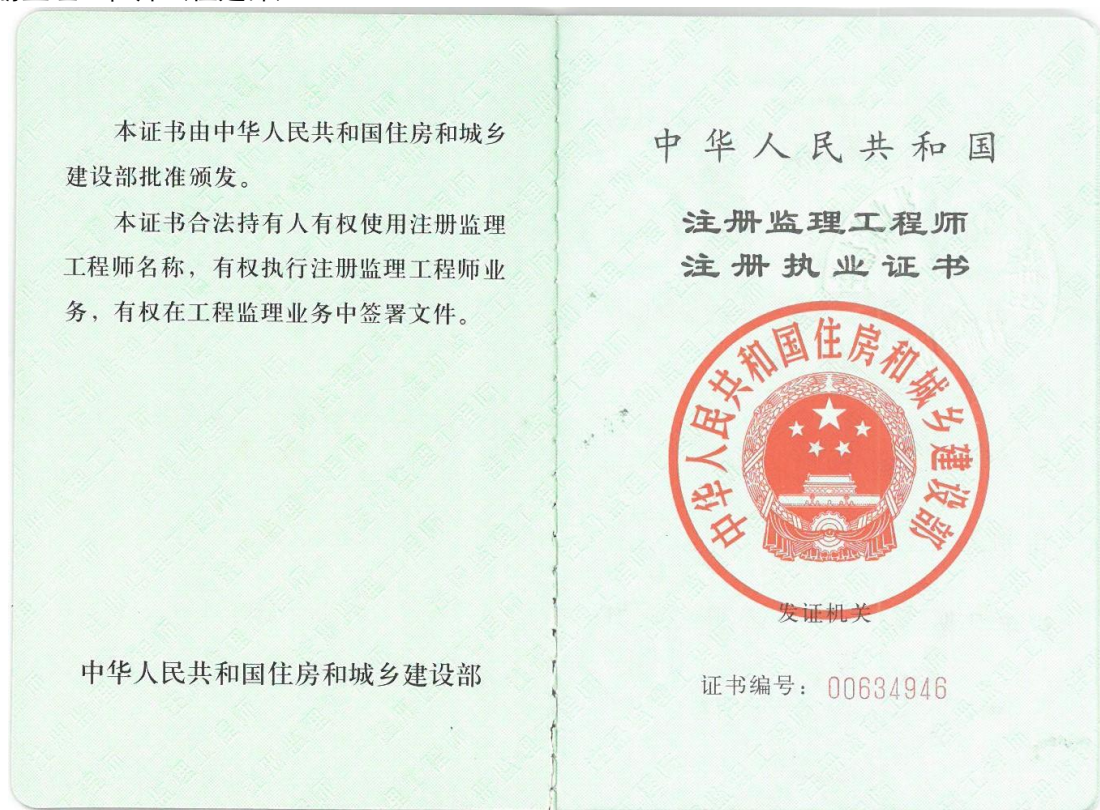 本证书由中华人民共和国住房和城乡
建设部批准颁发。
本证书合法持有人有权使用注册监理
工程师名称，有权执行注册监理工程师业
务，有权在工程监理业务中签署文件。
中华人民共和国住房和城乡建设部
中华人民共和国
注册监理工程师
注册执业证书
中华人民共和国住房和城乡建设部
发证机关
证书编号：00634946